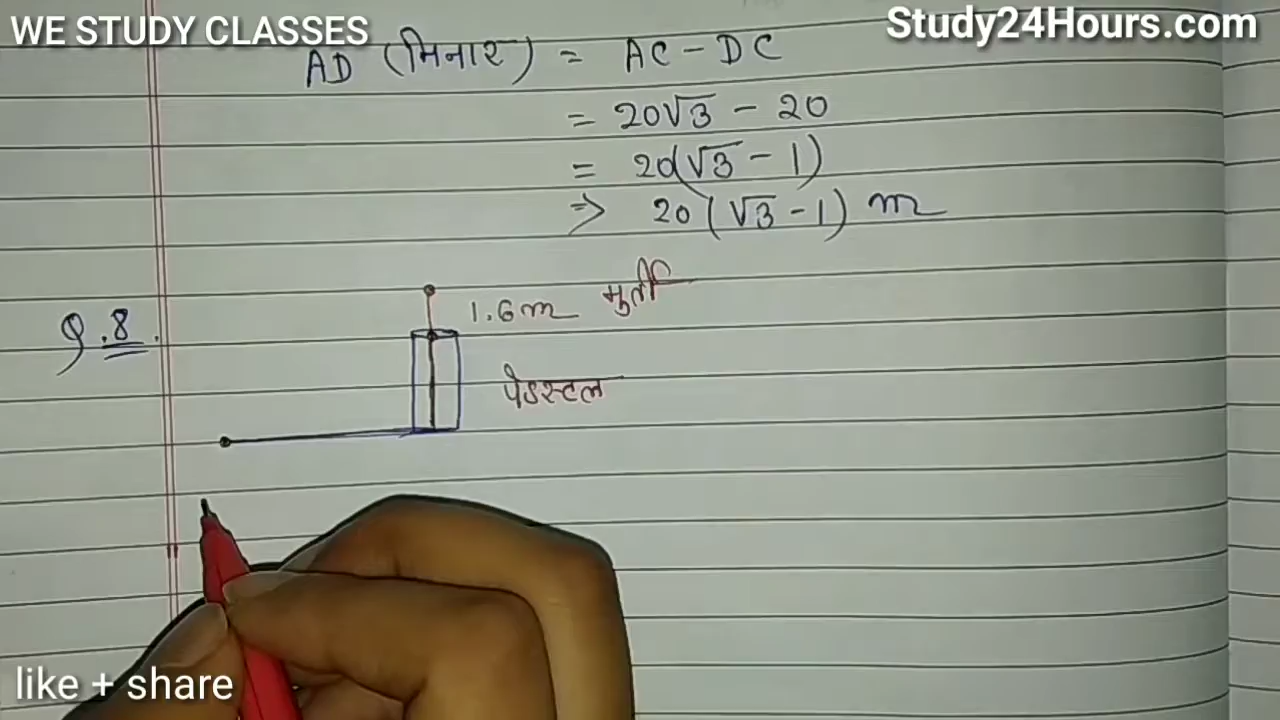 WE STUDY CLASSES
Study24Hours.com
AD (मिनार) = AC - DC
= 20√3 - 20
= 20(√3 - 1)
⇒ 20(√3 - 1) m
Q.8.
1.6m मुर्ती
पेडस्टल
like + share